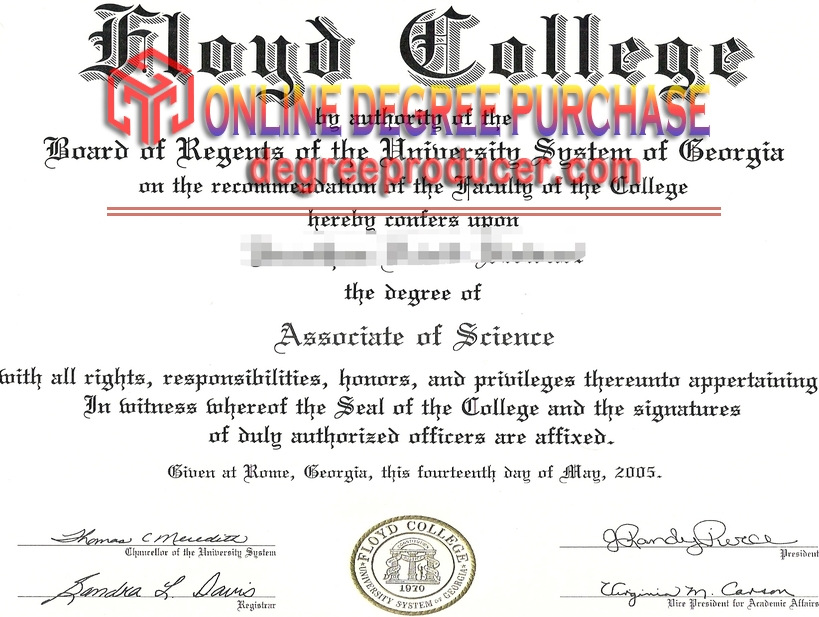 Floyd College
ONLINE DEGREE PURCHASE
by authority of the
Board of Regents of the University System of Georgia
degreeproducer.com
on the recommendation of the Faculty of the College
hereby confers upon
the degree of
Associate of Science
with all rights, responsibilities, honors, and privileges thereunto appertaining
In witness whereof the Seal of the College and the signatures
of duly authorized officers are affixed.
Given at Rome, Georgia, this fourteenth day of May, 2005.
Thomas C Meredith
Chancellor of the University System
Sandra L. Davis
Registrar
FLOYD COLLEGE
1970
UNIVERSITY SYSTEM OF GEORGIA
J Randy Pierce
President
Virginia M. Carson
Vice President for Academic Affairs